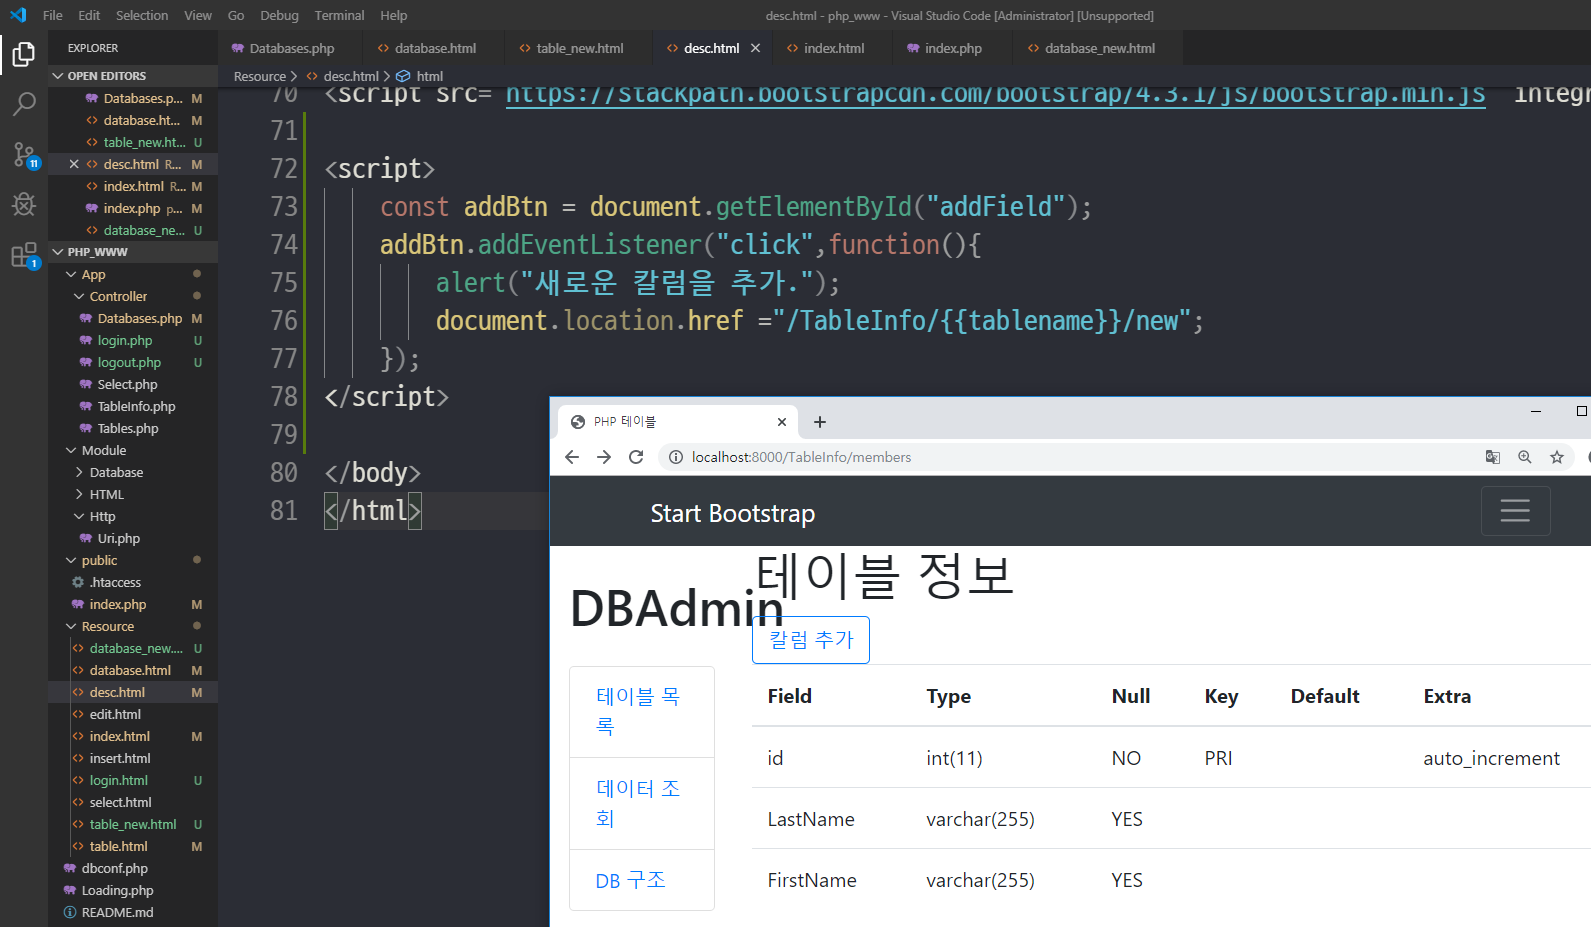 File Edit Selection View Go Debug Terminal Help
desc.html - php_www - Visual Studio Code [Administrator] [Unsupported]
EXPLORER
OPEN EDITORS
Databases.p... M
database.ht... M
table_new.ht... U
desc.html R... M
index.html R... M
index.php p... M
database_ne... U
11
1
PHP_WWW
App
Controller
Databases.php M
login.php U
logout.php U
Select.php
TableInfo.php
Tables.php
Module
Database
HTML
Http
Uri.php
public
.htaccess
index.php M
Resource
database_new.... U
database.html M
desc.html M
edit.html
index.html M
insert.html
login.html U
select.html
table_new.html U
table.html M
dbconf.php
Loading.php
README.md
Databases.php database.html table_new.html desc.html index.html index.php database_new.html
Resource > desc.html > html
70 <script src= https://stackpath.bootstrapcdn.com/bootstrap/4.3.1/js/bootstrap.min.js integr
71
72 <script>
73 const addBtn = document.getElementById("addField");
74 addBtn.addEventListener("click",function(){
75 alert("새로운 칼럼을 추가.");
76 document.location.href ="/TableInfo/{{tablename}}/new";
77 });
78 </script>
79
80 </body>
81 </html>
PHP 테이블
localhost:8000/TableInfo/members
Start Bootstrap
DBAdmin
테이블 목
록
데이터 조
회
DB 구조
테이블 정보
칼럼 추가
Field Type Null Key Default Extra
id int(11) NO PRI auto_increment
LastName varchar(255) YES
FirstName varchar(255) YES